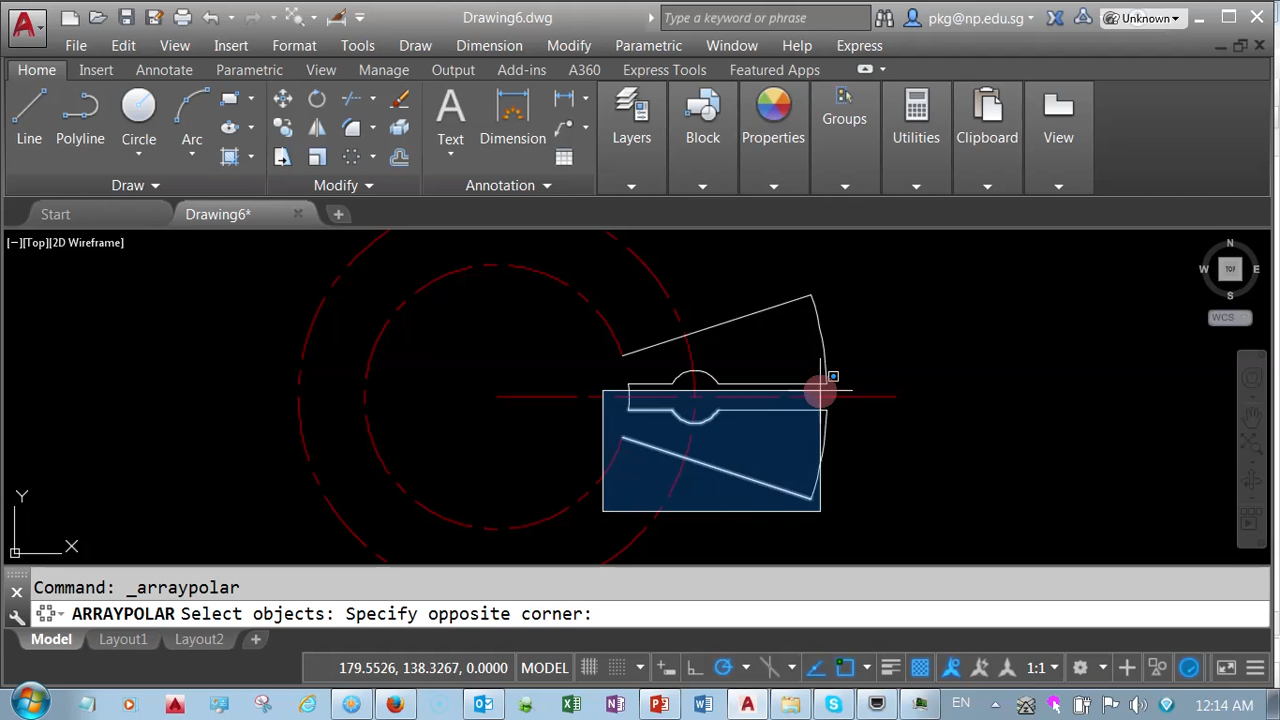 Drawing6.dwg
Type a keyword or phrase
pkg@np.edu.sg
Unknown
File Edit View Insert Format Tools Draw Dimension Modify Parametric Window Help Express
Home Insert Annotate Parametric View Manage Output Add-ins A360 Express Tools Featured Apps
Line Polyline Circle Arc
Text Dimension
Layers Block Properties Groups Utilities Clipboard View
Draw Modify Annotation
Start Drawing6*
[−][Top][2D Wireframe]
N
W TOP E
S
WCS
Y
X
Command: _arraypolar
ARRAYPOLAR Select objects: Specify opposite corner:
Model Layout1 Layout2
179.5526, 138.3267, 0.0000 MODEL 1:1
EN 12:14 AM